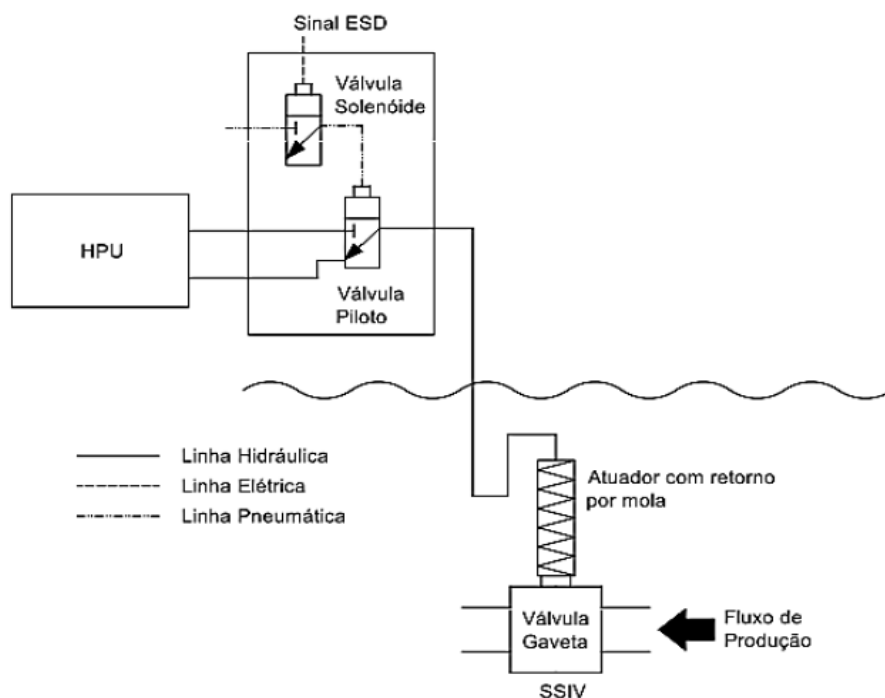 Sinal ESD
Válvula
Solenóide
HPU
Válvula
Piloto
Linha Hidráulica
Linha Elétrica
Linha Pneumática
Atuador com retorno
por mola
Válvula
Gaveta
Fluxo de
Produção
SSIV